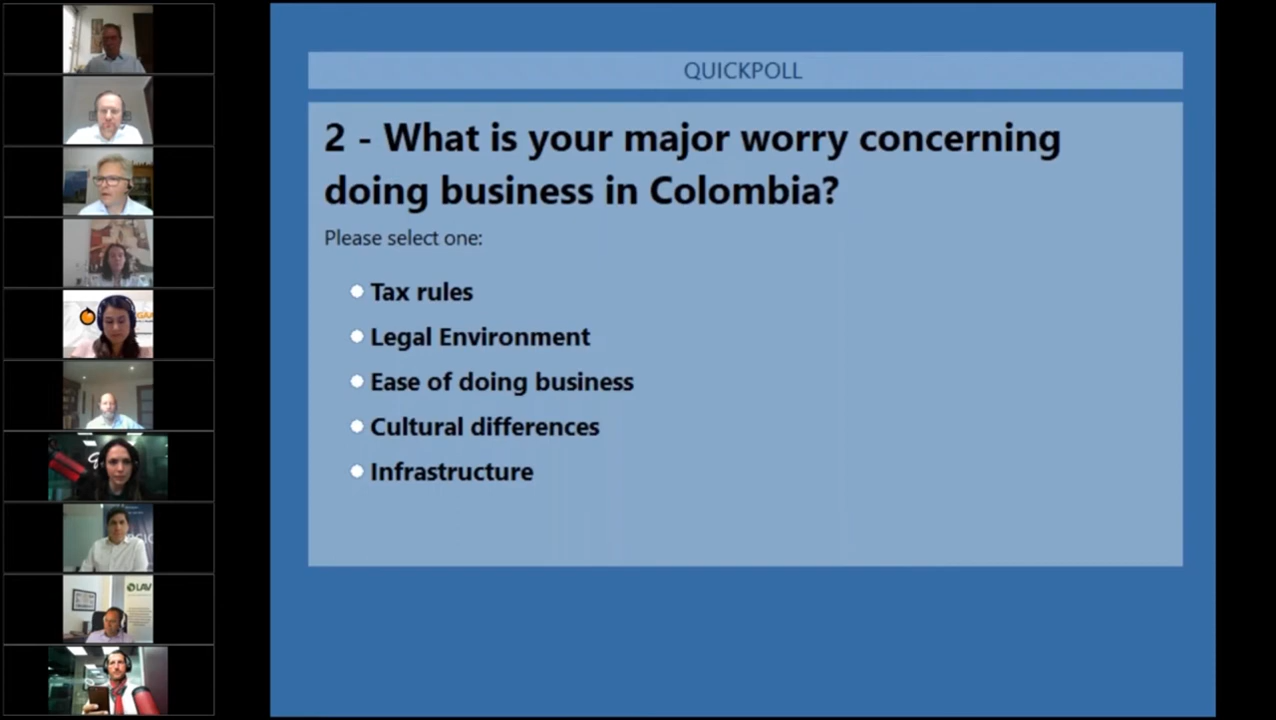 QUICKPOLL
2 - What is your major worry concerning
doing business in Colombia?
Please select one:
Tax rules
Legal Environment
Ease of doing business
Cultural differences
Infrastructure
LAV